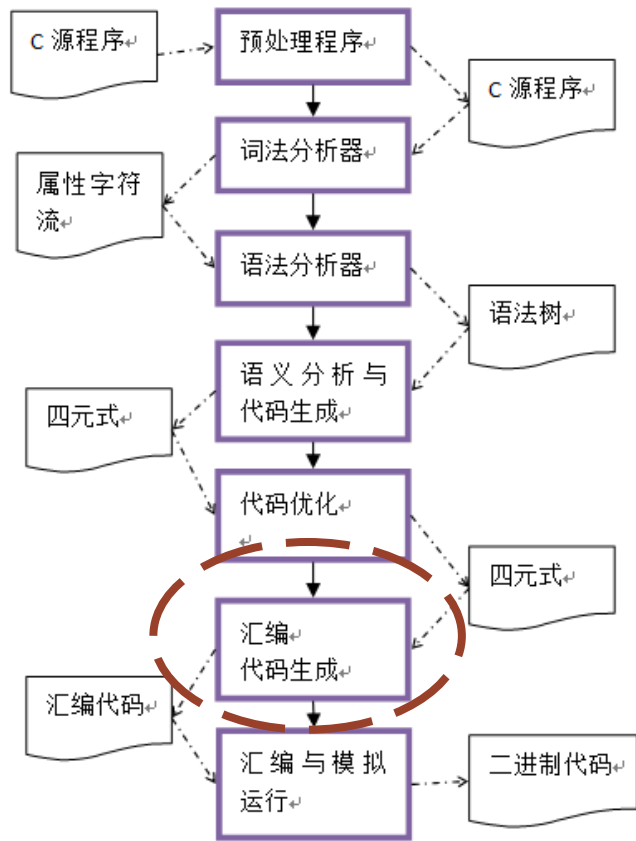 C 源程序↵
预处理程序↵
C 源程序↵
词法分析器↵
属性字符
流↵
语法分析器↵
语法树↵
语义分析与
代码生成↵
四元式↵
代码优化↵
↵
四元式↵
汇编↵
代码生成↵
汇编代码↵
汇编与模拟
运行↵
二进制代码↵